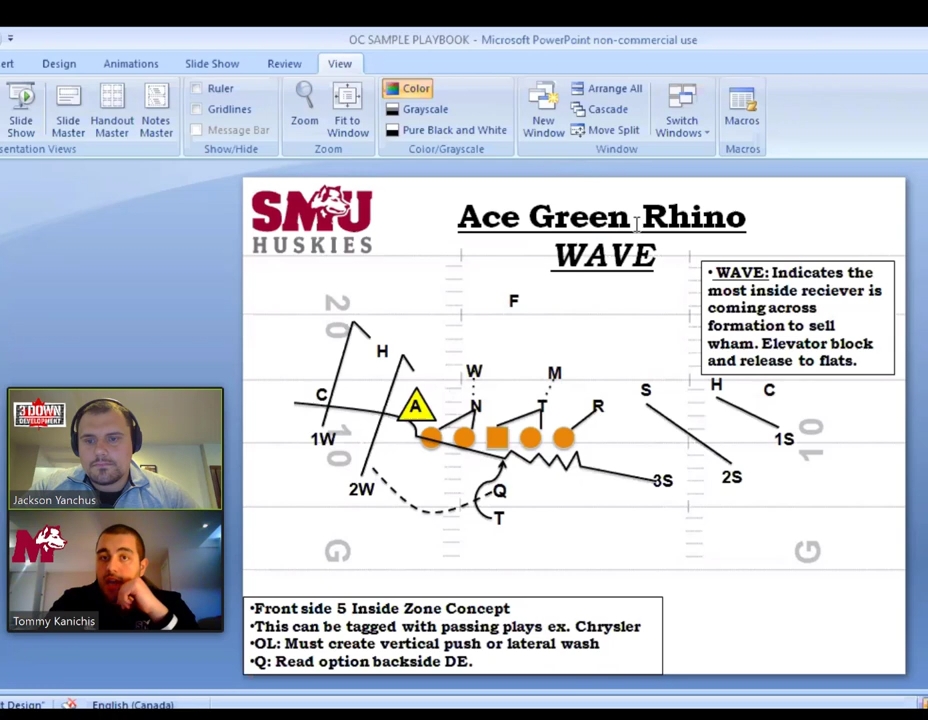 OC SAMPLE PLAYBOOK - Microsoft PowerPoint non-commercial use
ert Design Animations Slide Show Review View
Slide Show
Slide Master
Handout Master
Notes Master
Ruler
Gridlines
Message Bar
Zoom
Fit to Window
Color
Grayscale
Pure Black and White
New Window
Arrange All
Cascade
Move Split
Switch Windows
Macros
esentation Views Show/Hide Zoom Color/Grayscale Window Macros
SMU
HUSKIES
Ace Green Rhino
WAVE
• WAVE: Indicates the
most inside reciever is
coming across
formation to sell
wham. Elevator block
and release to flats.
F
20
H
W M
C A N T R S H C
1W 1S
10 10
2W 3S 2S
Q
T
G G
3 DOWN
DEVELOPMENT
Jackson Yanchus
M
Tommy Kanichis
•Front side 5 Inside Zone Concept
•This can be tagged with passing plays ex. Chrysler
•OL: Must create vertical push or lateral wash
•Q: Read option backside DE.
t Design" English (Canada)